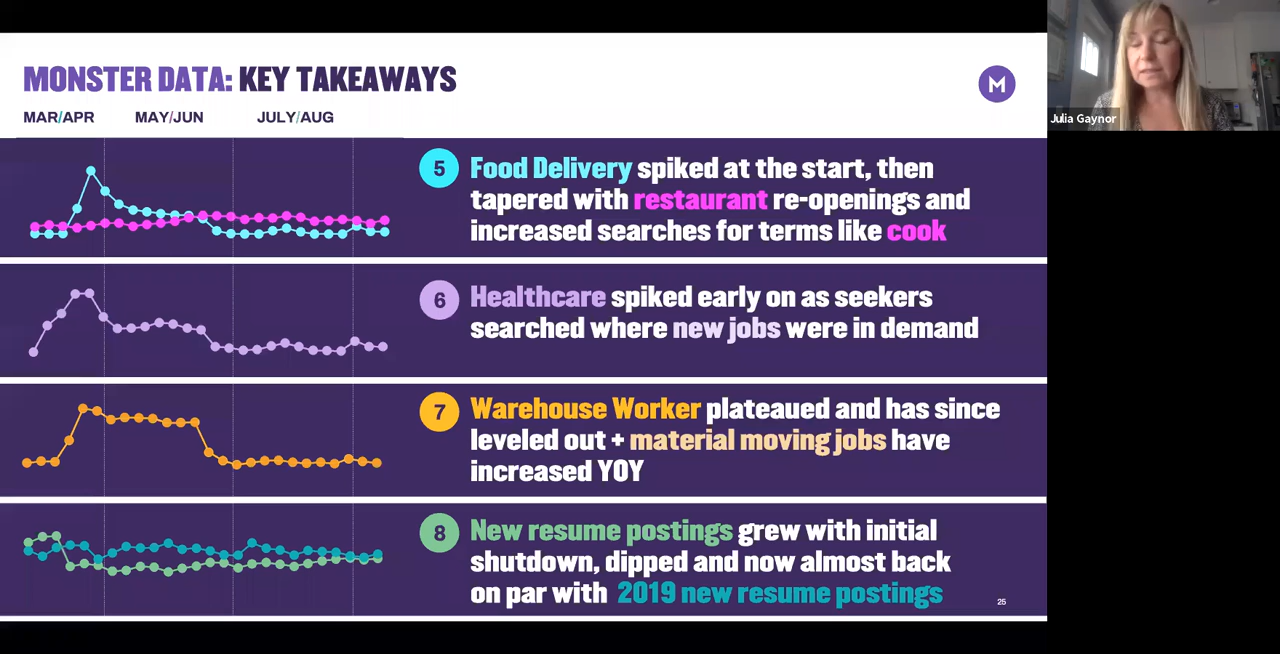 MONSTER DATA: KEY TAKEAWAYS
M
MAR/APR MAY/JUN JULY/AUG
Julia Gaynor
5
Food Delivery spiked at the start, then
tapered with restaurant re-openings and
increased searches for terms like cook
6
Healthcare spiked early on as seekers
searched where new jobs were in demand
7
Warehouse Worker plateaued and has since
leveled out + material moving jobs have
increased YOY
8
New resume postings grew with initial
shutdown, dipped and now almost back
on par with 2019 new resume postings
25